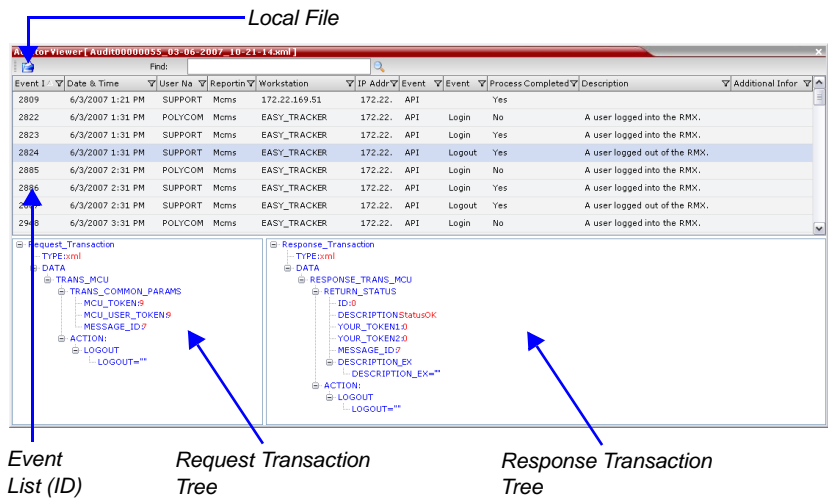 Local File
AuditorViewer [ Audit00000055_03-06-2007_10-21-14.xml ]
Find:
Event I Date & Time User Na Reportin Workstation IP Addr Event Event Process Completed Description Additional Infor
2809 6/3/2007 1:21 PM SUPPORT Mcms 172.22.169.51 172.22. API Yes
2822 6/3/2007 1:31 PM POLYCOM Mcms EASY_TRACKER 172.22. API Login No A user logged into the RMX.
2823 6/3/2007 1:31 PM SUPPORT Mcms EASY_TRACKER 172.22. API Login Yes A user logged into the RMX.
2824 6/3/2007 1:31 PM SUPPORT Mcms EASY_TRACKER 172.22. API Logout Yes A user logged out of the RMX.
2885 6/3/2007 2:31 PM POLYCOM Mcms EASY_TRACKER 172.22. API Login No A user logged into the RMX.
2886 6/3/2007 2:31 PM SUPPORT Mcms EASY_TRACKER 172.22. API Login Yes A user logged into the RMX.
2887 6/3/2007 2:31 PM SUPPORT Mcms EASY_TRACKER 172.22. API Logout Yes A user logged out of the RMX.
2948 6/3/2007 3:31 PM POLYCOM Mcms EASY_TRACKER 172.22. API Login No A user logged into the RMX.
Request_Transaction
TYPE:xml
DATA
TRANS_MCU
TRANS_COMMON_PARAMS
MCU_TOKEN:9
MCU_USER_TOKEN:9
MESSAGE_ID:7
ACTION:
LOGOUT
LOGOUT=""
Response_Transaction
TYPE:xml
DATA
RESPONSE_TRANS_MCU
RETURN_STATUS
ID:0
DESCRIPTION:StatusOK
YOUR_TOKEN1:0
YOUR_TOKEN2:0
MESSAGE_ID:7
DESCRIPTION_EX
DESCRIPTION_EX=""
ACTION:
LOGOUT
LOGOUT=""
Event
List (ID)
Request Transaction
Tree
Response Transaction
Tree